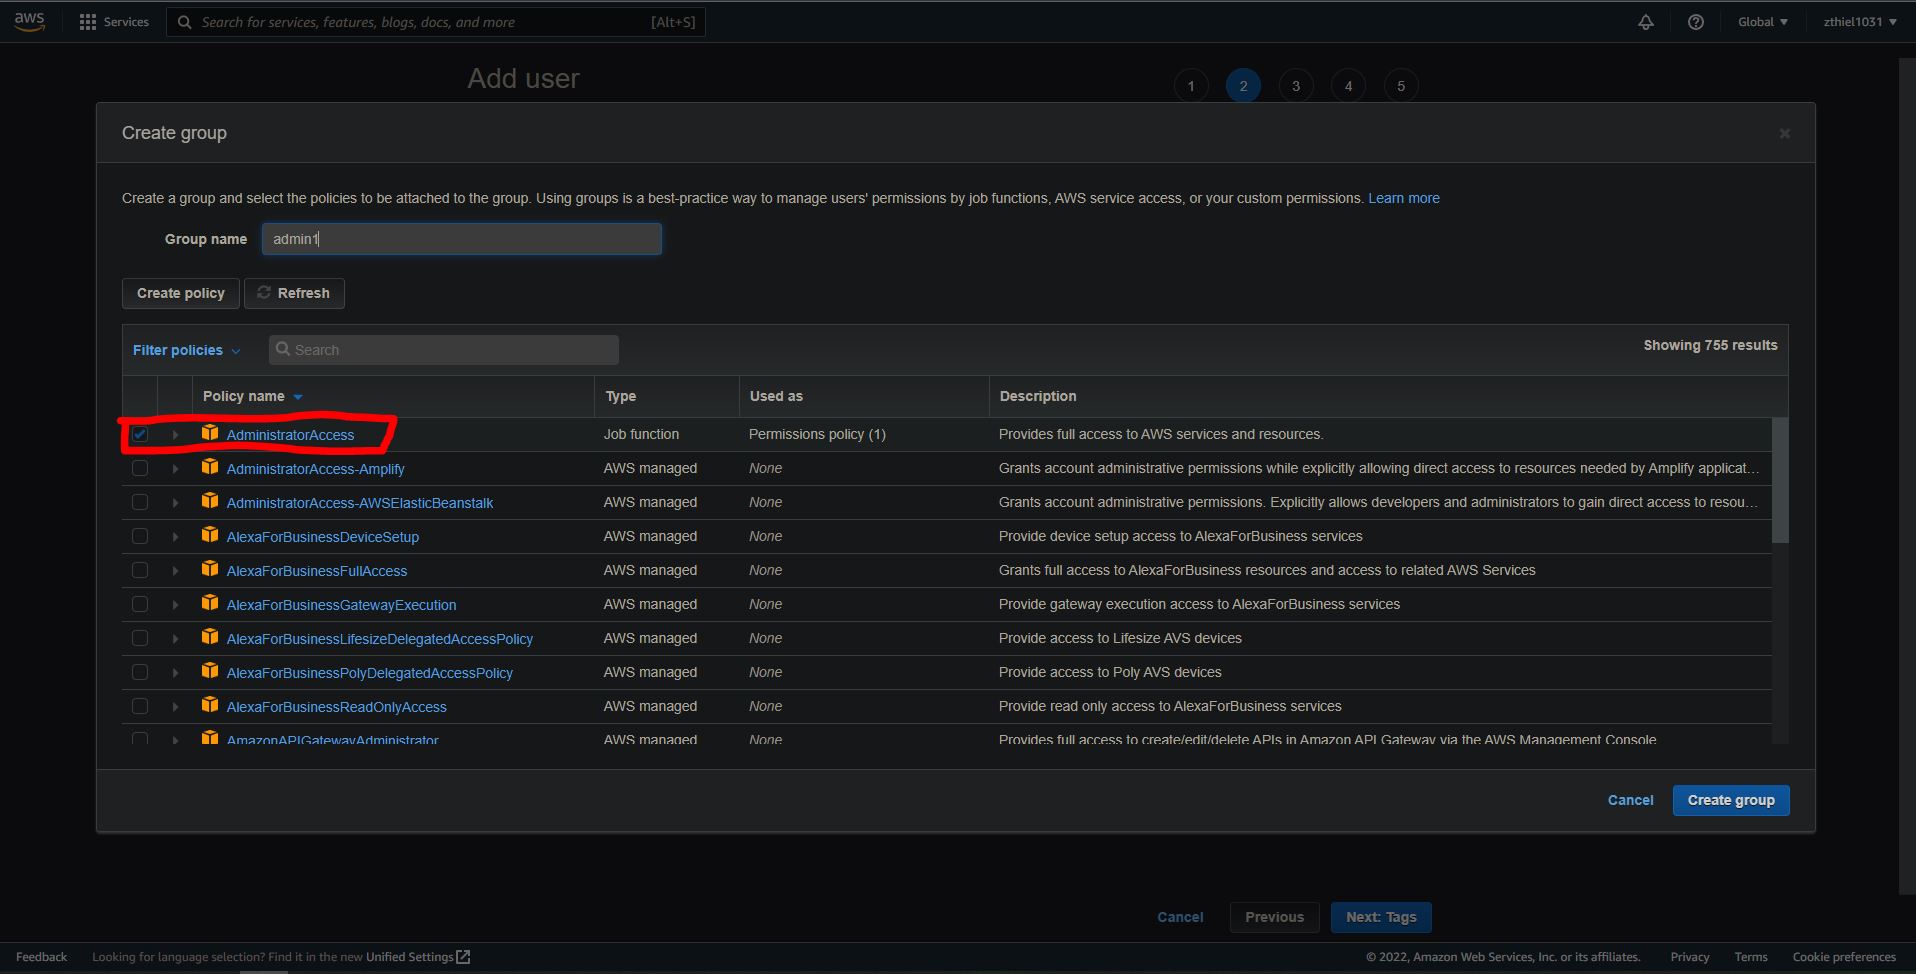 aws Services Search for services, features, blogs, docs, and more [Alt+S] Global zthiel1031
Add user 1 2 3 4 5
Create group
Create a group and select the policies to be attached to the group. Using groups is a best-practice way to manage users' permissions by job functions, AWS service access, or your custom permissions. Learn more
Group name admin1
Create policy Refresh
Filter policies Search Showing 755 results
Policy name Type Used as Description
AdministratorAccess Job function Permissions policy (1) Provides full access to AWS services and resources.
AdministratorAccess-Amplify AWS managed None Grants account administrative permissions while explicitly allowing direct access to resources needed by Amplify applicat…
AdministratorAccess-AWSElasticBeanstalk AWS managed None Grants account administrative permissions. Explicitly allows developers and administrators to gain direct access to resou…
AlexaForBusinessDeviceSetup AWS managed None Provide device setup access to AlexaForBusiness services
AlexaForBusinessFullAccess AWS managed None Grants full access to AlexaForBusiness resources and access to related AWS Services
AlexaForBusinessGatewayExecution AWS managed None Provide gateway execution access to AlexaForBusiness services
AlexaForBusinessLifesizeDelegatedAccessPolicy AWS managed None Provide access to Lifesize AVS devices
AlexaForBusinessPolyDelegatedAccessPolicy AWS managed None Provide access to Poly AVS devices
AlexaForBusinessReadOnlyAccess AWS managed None Provide read only access to AlexaForBusiness services
AmazonAPIGatewayAdministrator AWS managed None Provides full access to create/edit/delete APIs in Amazon API Gateway via the AWS Management Console
Cancel Create group
Cancel Previous Next: Tags
Feedback Looking for language selection? Find it in the new Unified Settings © 2022, Amazon Web Services, Inc. or its affiliates. Privacy Terms Cookie preferences